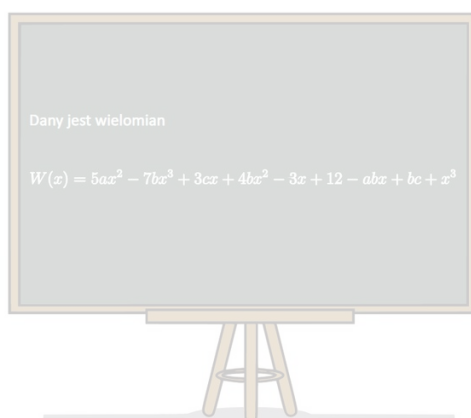 Dany jest wielomian
W(x) = 5ax² − 7bx³ + 3cx + 4bx² − 3x + 12 − abx + bc + x³